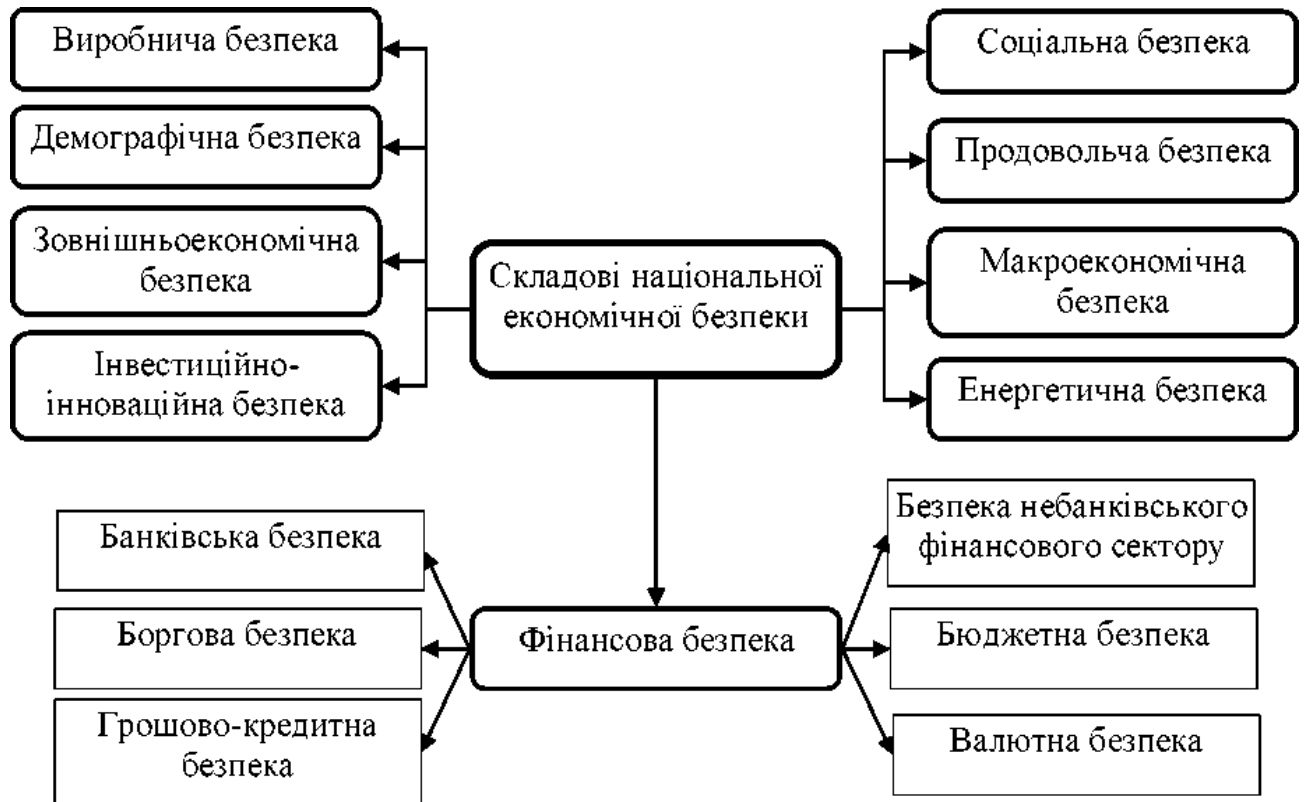 Виробнича безпека
Демографічна безпека
Зовнішньоекономічна
безпека
Інвестиційно-
інноваційна безпека
Складові національної
економічної безпеки
Соціальна безпека
Продовольча безпека
Макроекономічна
безпека
Енергетична безпека
Банківська безпека
Боргова безпека
Грошово-кредитна
безпека
Фінансова безпека
Безпека небанківського
фінансового сектору
Бюджетна безпека
Валютна безпека